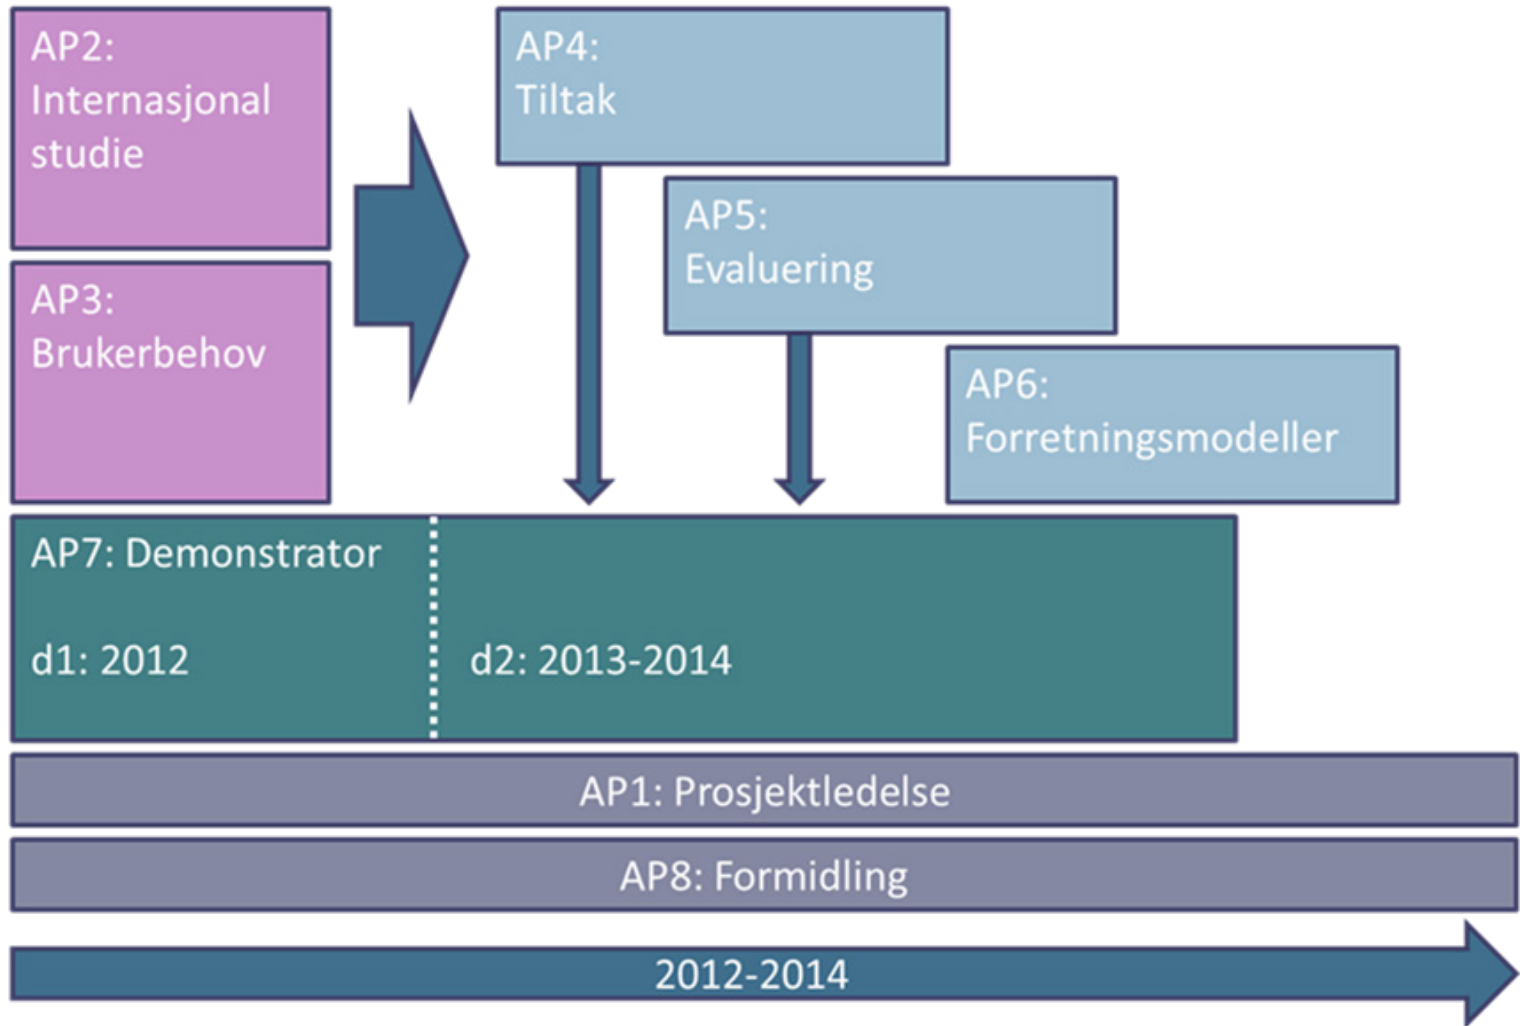 AP2:
Internasjonal
studie
AP3:
Brukerbehov
AP4:
Tiltak
AP5:
Evaluering
AP6:
Forretningsmodeller
AP7: Demonstrator
d1: 2012
d2: 2013-2014
AP1: Prosjektledelse
AP8: Formidling
2012-2014